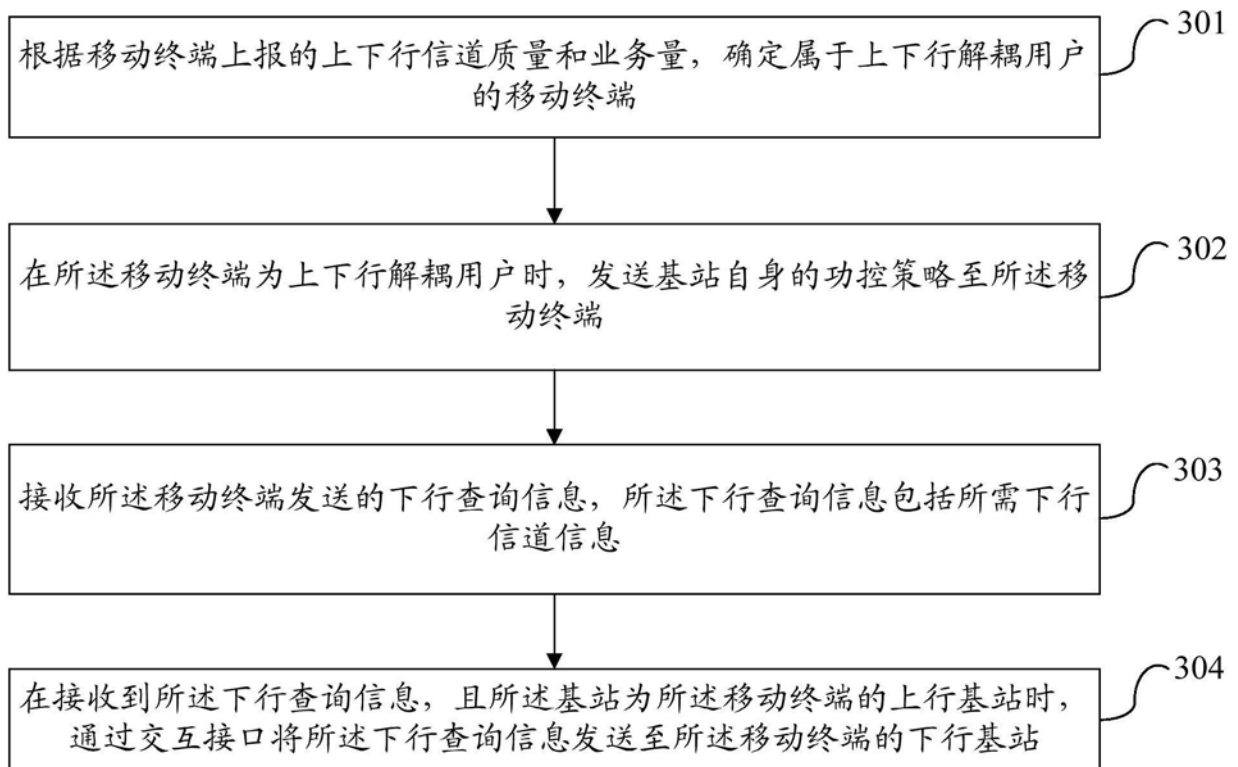 301
根据移动终端上报的上下行信道质量和业务量，确定属于上下行解耦用户
的移动终端
302
在所述移动终端为上下行解耦用户时，发送基站自身的功控策略至所述移
动终端
303
接收所述移动终端发送的下行查询信息，所述下行查询信息包括所需下行
信道信息
304
在接收到所述下行查询信息，且所述基站为所述移动终端的上行基站时，
通过交互接口将所述下行查询信息发送至所述移动终端的下行基站